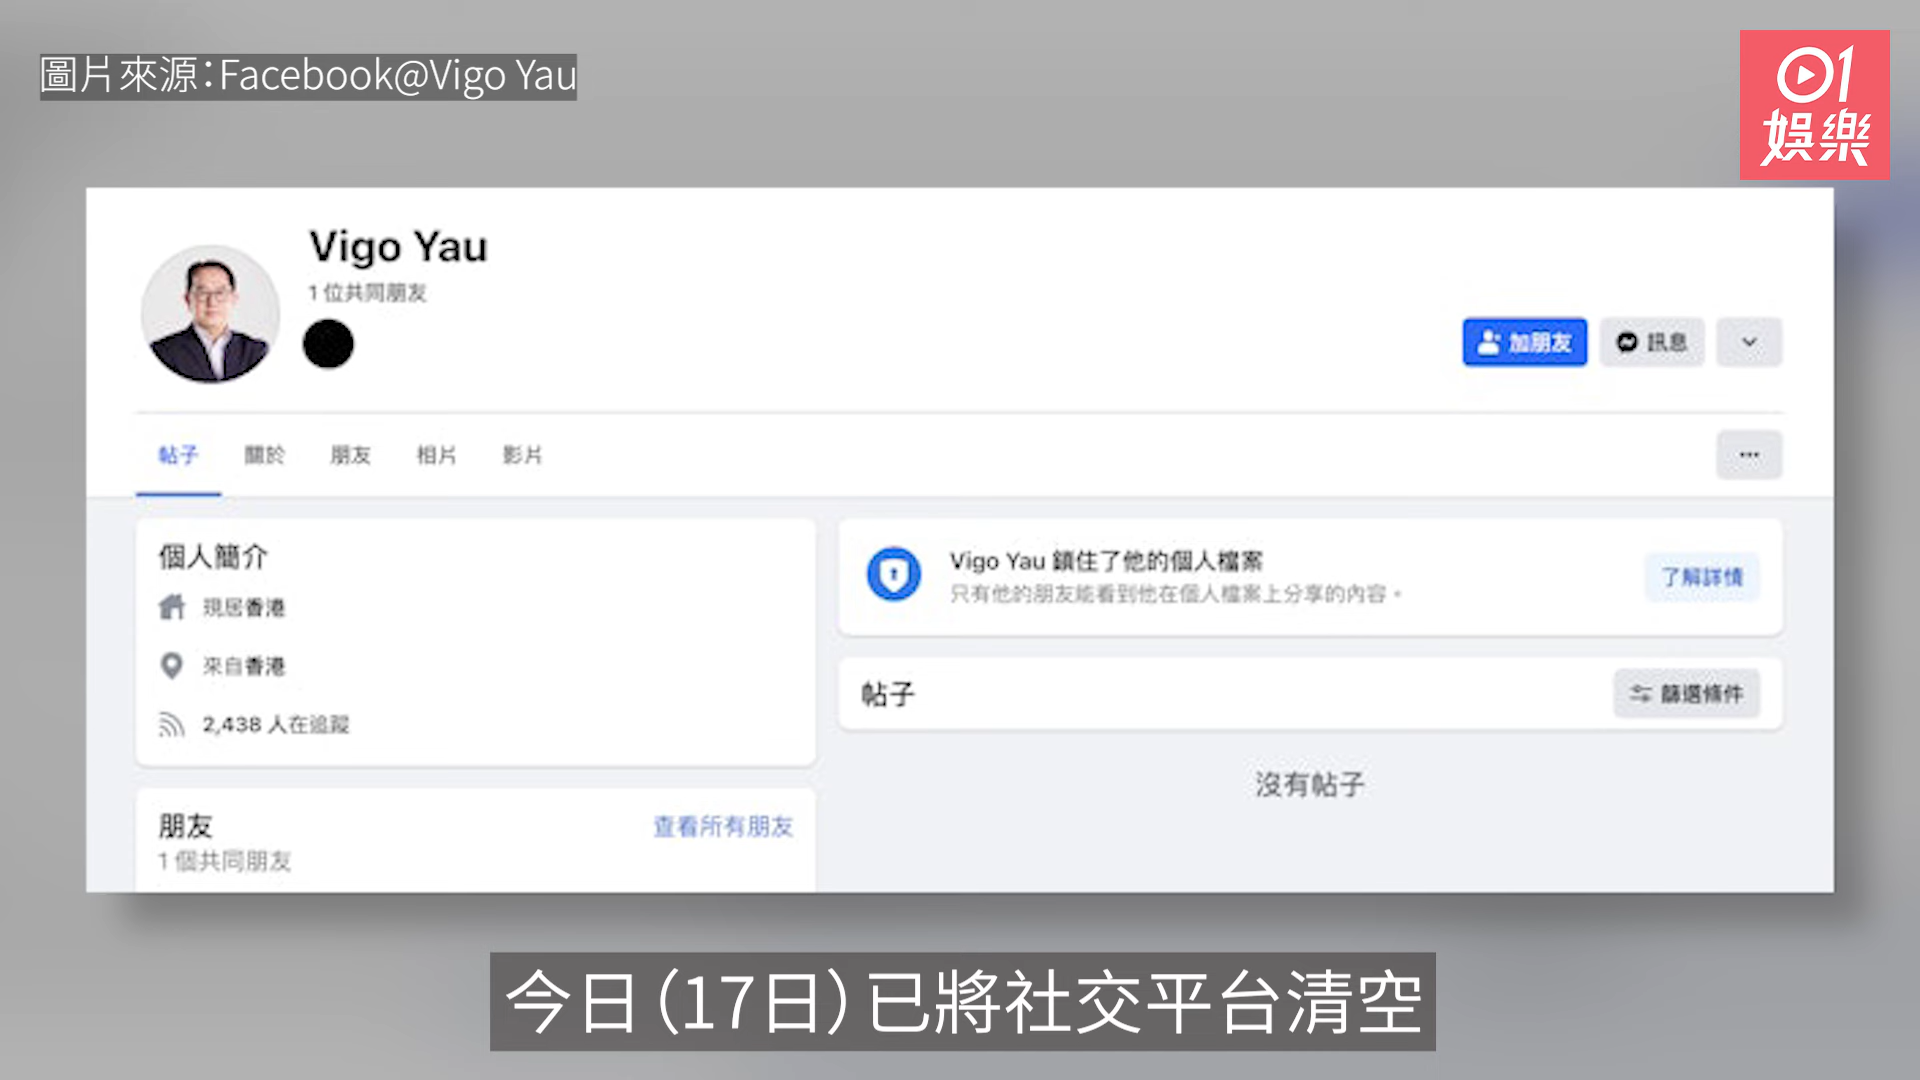 圖片來源：Facebook@Vigo Yau
01
娛樂
Vigo Yau
1 位共同朋友
加朋友
訊息
帖子
關於
朋友
相片
影片
個人簡介
現居香港
來自香港
2,438 人在追蹤
朋友
查看所有朋友
1 個共同朋友
Vigo Yau 鎖住了他的個人檔案
只有他的朋友能看到他在個人檔案上分享的內容。
了解詳情
帖子
篩選條件
沒有帖子
今日（17日）已將社交平台清空